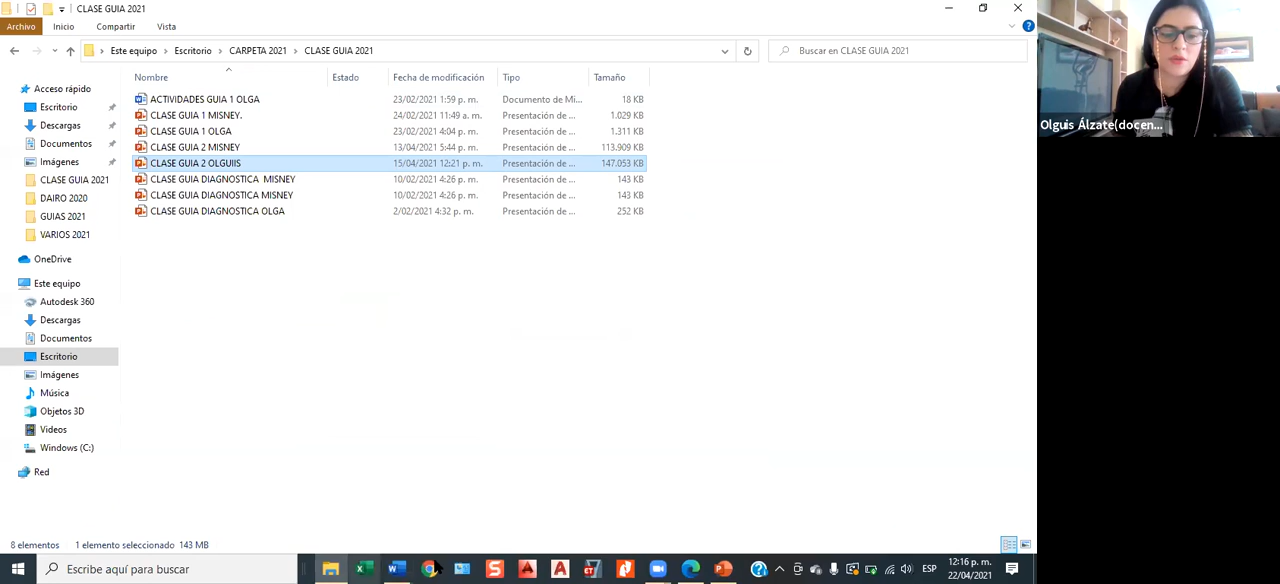 CLASE GUIA 2021
Archivo Inicio Compartir Vista
Este equipo > Escritorio > CARPETA 2021 > CLASE GUIA 2021
Buscar en CLASE GUIA 2021
Nombre Estado Fecha de modificación Tipo Tamaño
ACTIVIDADES GUIA 1 OLGA 23/02/2021 1:59 p. m. Documento de Mi... 18 KB
CLASE GUIA 1 MISNEY. 24/02/2021 11:49 a. m. Presentación de ... 1.029 KB
CLASE GUIA 1 OLGA 23/02/2021 4:04 p. m. Presentación de ... 1.311 KB
CLASE GUIA 2 MISNEY 13/04/2021 5:44 p. m. Presentación de ... 113.909 KB
CLASE GUIA 2 OLGUIIS 15/04/2021 12:21 p. m. Presentación de ... 147.053 KB
CLASE GUIA DIAGNOSTICA  MISNEY 10/02/2021 4:26 p. m. Presentación de ... 143 KB
CLASE GUIA DIAGNOSTICA MISNEY 10/02/2021 4:26 p. m. Presentación de ... 143 KB
CLASE GUIA DIAGNOSTICA OLGA 2/02/2021 4:32 p. m. Presentación de ... 252 KB
Acceso rápido
Escritorio
Descargas
Documentos
Imágenes
CLASE GUIA 2021
DAIRO 2020
GUIAS 2021
VARIOS 2021
OneDrive
Este equipo
Autodesk 360
Descargas
Documentos
Escritorio
Imágenes
Música
Objetos 3D
Videos
Windows (C:)
Red
8 elementos 1 elemento seleccionado 143 MB
Escribe aquí para buscar
ESP
12:16 p. m.
22/04/2021
Olguis Álzate(docen...